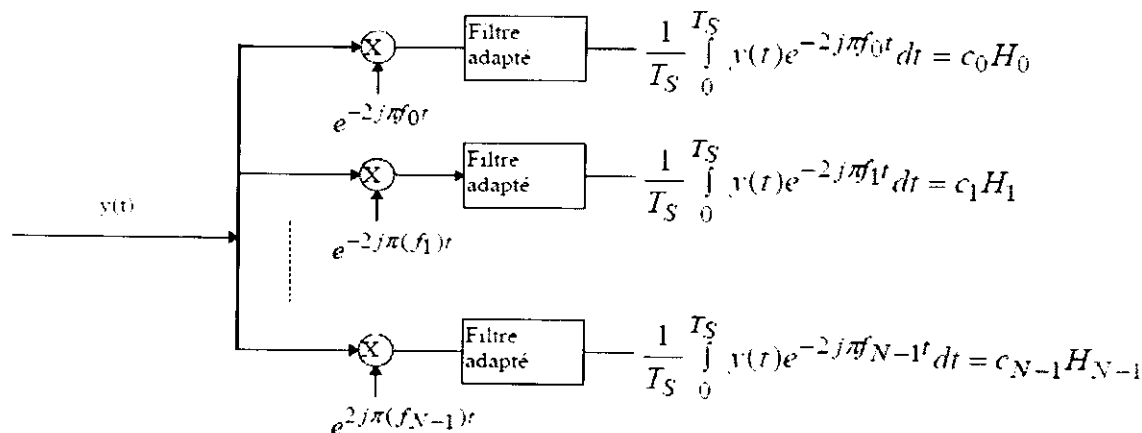 Filtre
adapté
1/T_S ∫_0^{T_S} y(t)e^{-2jπf_0t} dt = c_0H_0
X
e^{-2jπf_0t}
Filtre
adapté
1/T_S ∫_0^{T_S} y(t)e^{-2jπf_1t} dt = c_1H_1
X
y(t)
e^{-2jπ(f_1)t}
Filtre
adapté
1/T_S ∫_0^{T_S} y(t)e^{-2jπf_{N-1}t} dt = c_{N-1}H_{N-1}
X
e^{2jπ(f_{N-1})t}